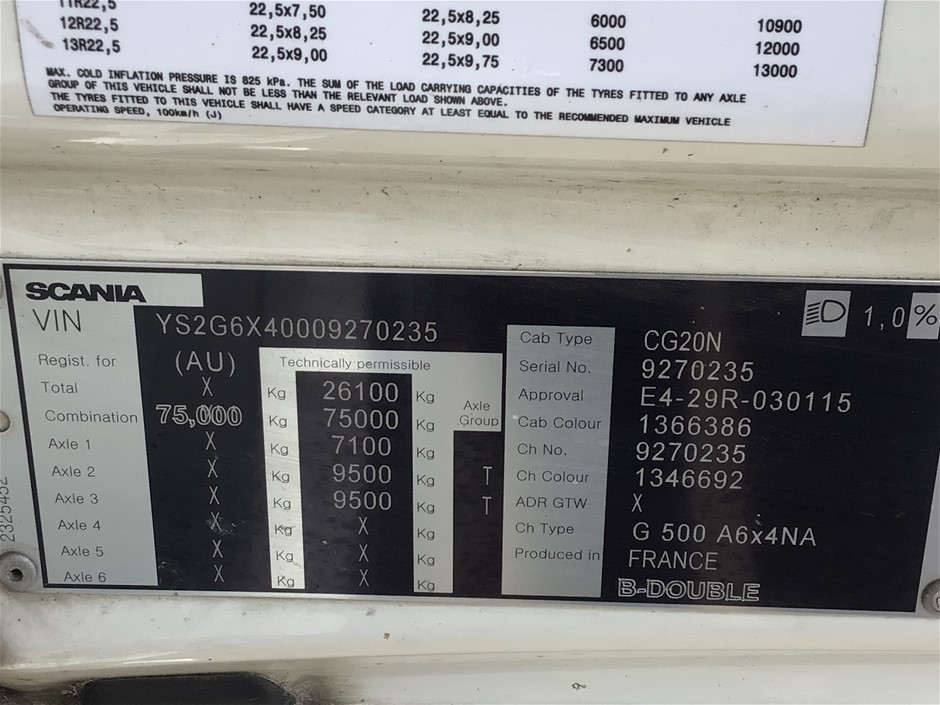 11R22,5 22,5x7,50 22,5x8,25 6000 10900
12R22,5 22,5x8,25 22,5x9,00 6500 12000
13R22,5 22,5x9,00 22,5x9,75 7300 13000
MAX. COLD INFLATION PRESSURE IS 825 kPa. THE SUM OF THE LOAD CARRYING CAPACITIES OF THE TYRES FITTED TO ANY AXLE
GROUP OF THIS VEHICLE SHALL NOT BE LESS THAN THE RELEVANT LOAD SHOWN ABOVE.
THE TYRES FITTED TO THIS VEHICLE SHALL HAVE A SPEED CATEGORY AT LEAST EQUAL TO THE RECOMMENDED MAXIMUM VEHICLE
OPERATING SPEED, 100km/h (J)
SCANIA
VIN YS2G6X40009270235
1,0 %
Regist. for (AU) Technically permissible
Total X Kg 26100 Kg
Combination 75,000 Kg 75000 Kg Axle Group
Axle 1 X Kg 7100 Kg
Axle 2 X Kg 9500 Kg T
Axle 3 X Kg 9500 Kg T
Axle 4 X Kg X Kg
Axle 5 X Kg X Kg
Axle 6 X Kg X Kg
Cab Type CG20N
Serial No. 9270235
Approval E4-29R-030115
Cab Colour 1366386
Ch No. 9270235
Ch Colour 1346692
ADR GTW X
Ch Type G 500 A6x4NA
Produced in FRANCE
B-DOUBLE
2325452